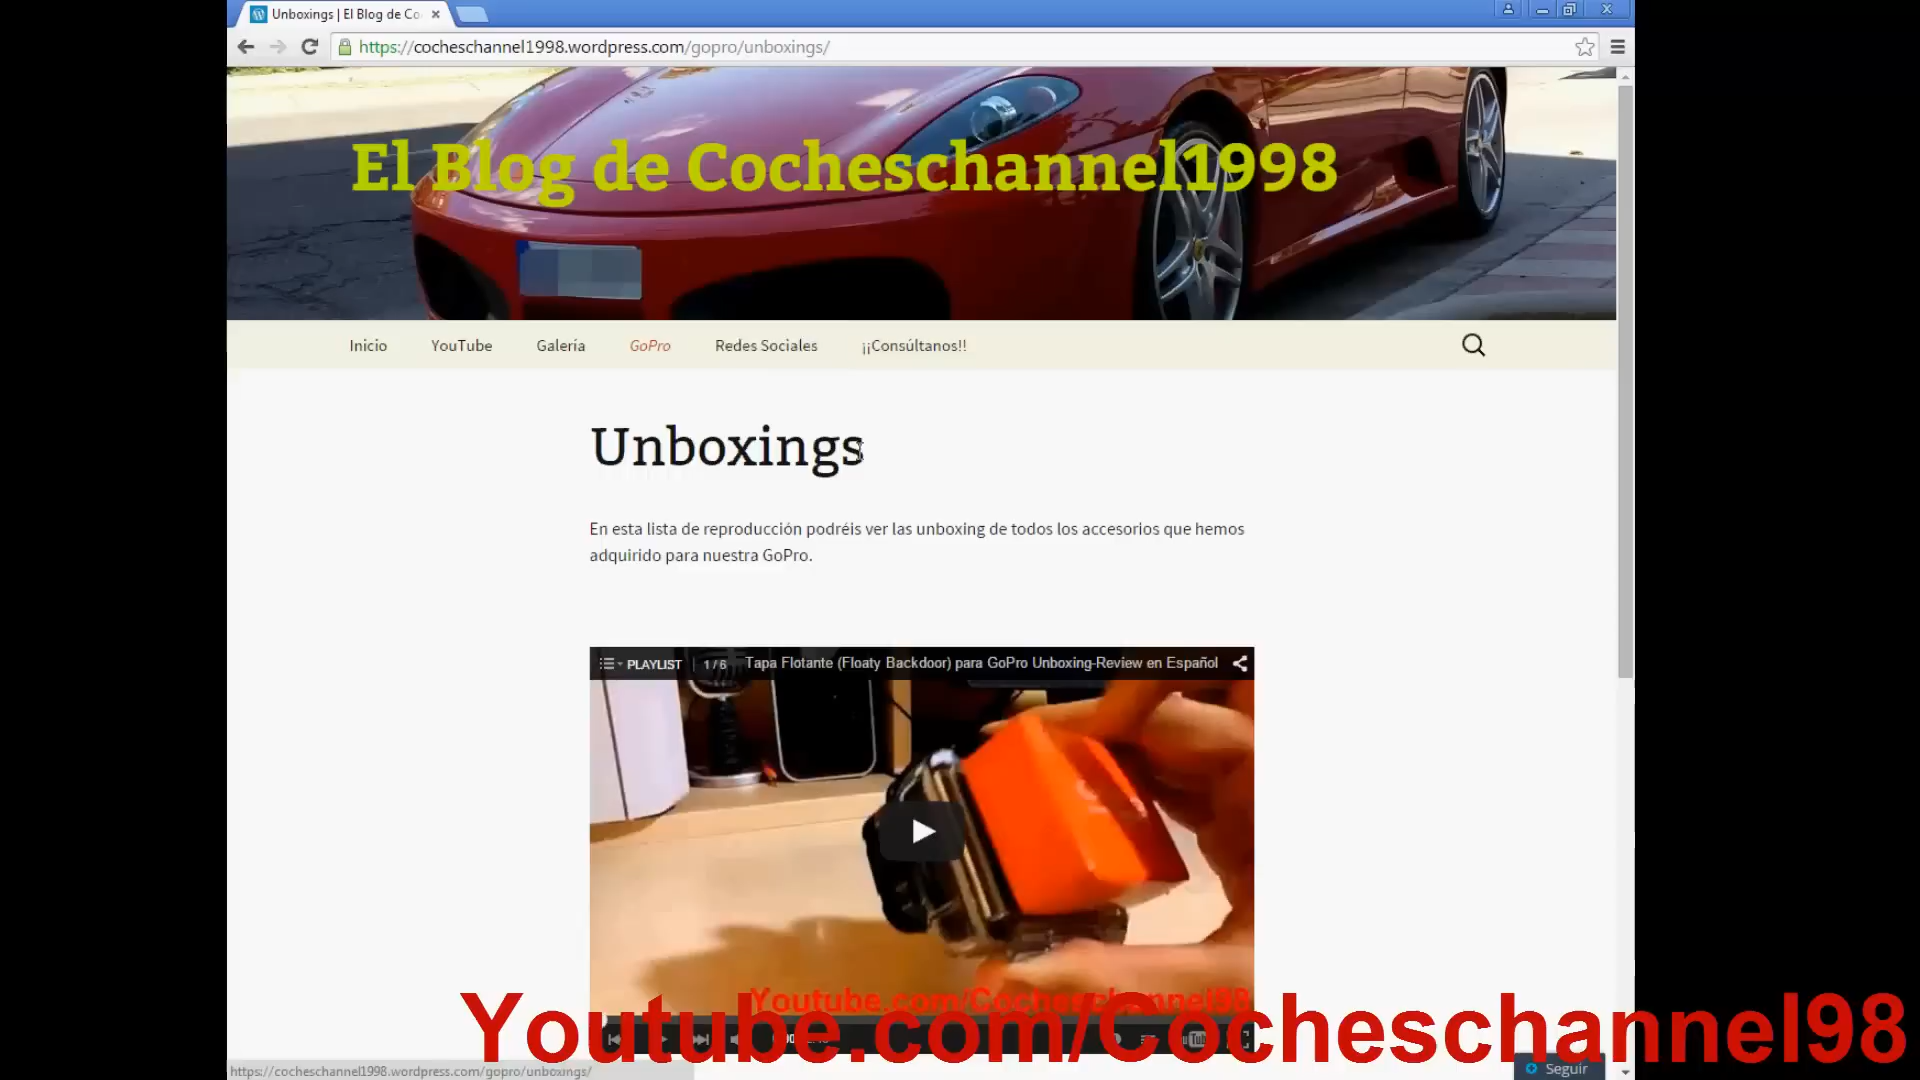 Unboxings | El Blog de Co
https://cocheschannel1998.wordpress.com/gopro/unboxings/
El Blog de Cocheschannel1998
Inicio YouTube Galería GoPro Redes Sociales ¡¡Consúltanos!!
Unboxings
En esta lista de reproducción podréis ver las unboxing de todos los accesorios que hemos
adquirido para nuestra GoPro.
PLAYLIST 1 / 6 Tapa Flotante (Floaty Backdoor) para GoPro Unboxing-Review en Español
Youtube.com/Cocheschannel98
Youtube.com/Cocheschannel98
Seguir
https://cocheschannel1998.wordpress.com/gopro/unboxings/